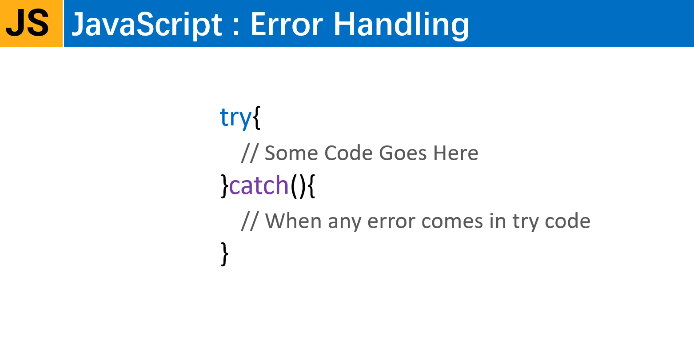 JS JavaScript : Error Handling
try{
// Some Code Goes Here
}catch(){
// When any error comes in try code
}